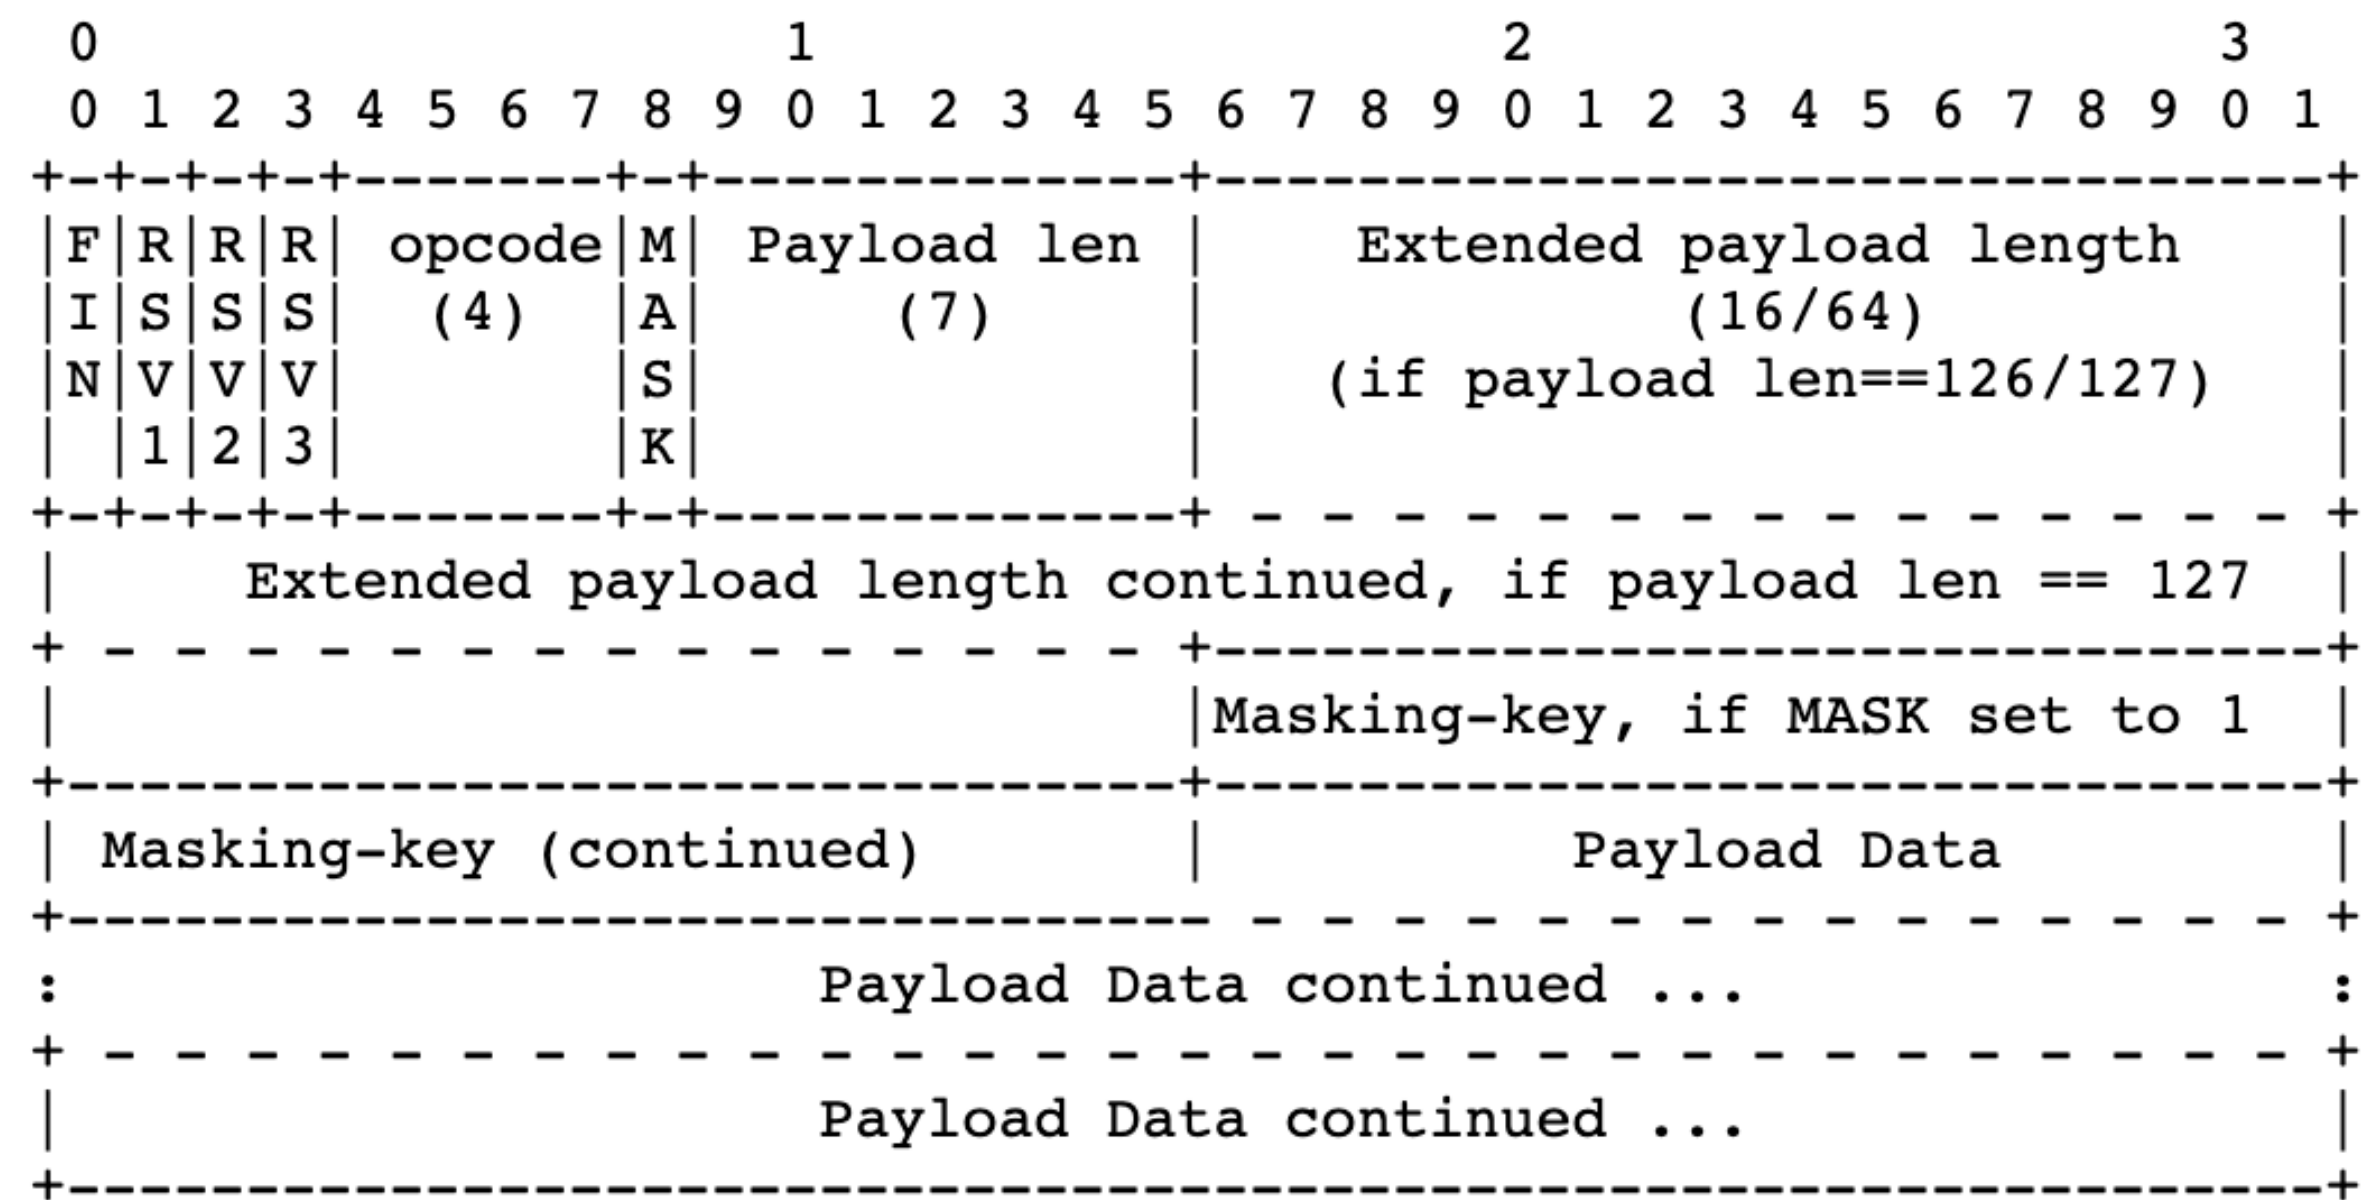 0                   1                   2                   3
 0 1 2 3 4 5 6 7 8 9 0 1 2 3 4 5 6 7 8 9 0 1 2 3 4 5 6 7 8 9 0 1
+-+-+-+-+-------+-+-------------+-------------------------------+
|F|R|R|R| opcode|M| Payload len |    Extended payload length    |
|I|S|S|S|  (4)  |A|     (7)     |             (16/64)           |
|N|V|V|V|       |S|             |   (if payload len==126/127)   |
| |1|2|3|       |K|             |                               |
+-+-+-+-+-------+-+-------------+ - - - - - - - - - - - - - - - +
|     Extended payload length continued, if payload len == 127  |
+ - - - - - - - - - - - - - - - +-------------------------------+
|                               |Masking-key, if MASK set to 1  |
+-------------------------------+-------------------------------+
| Masking-key (continued)       |          Payload Data         |
+-------------------------------- - - - - - - - - - - - - - - - +
:                     Payload Data continued ...                :
+ - - - - - - - - - - - - - - - - - - - - - - - - - - - - - - - +
|                     Payload Data continued ...                |
+---------------------------------------------------------------+